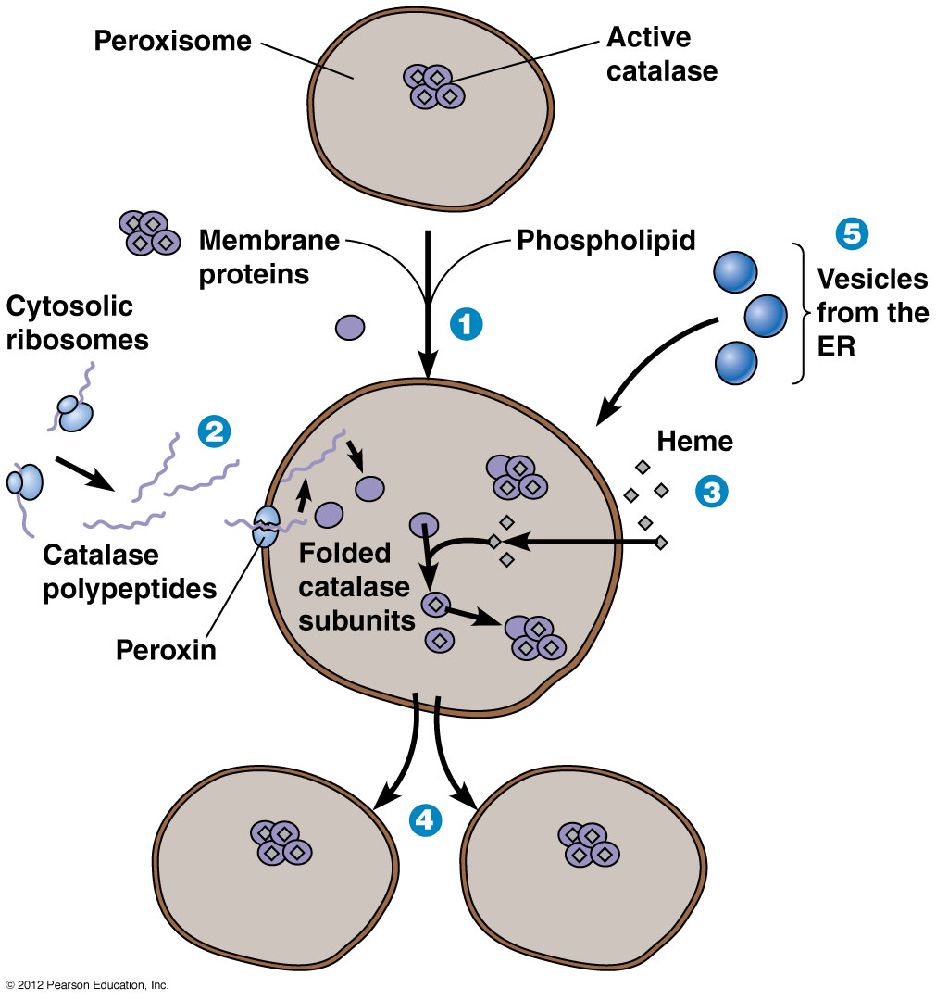 Peroxisome
Active
catalase
Membrane
proteins
Phospholipid
5
Vesicles
from the
ER
Cytosolic
ribosomes
1
2
Heme
3
Catalase
polypeptides
Folded
catalase
subunits
Peroxin
4
© 2012 Pearson Education, Inc.